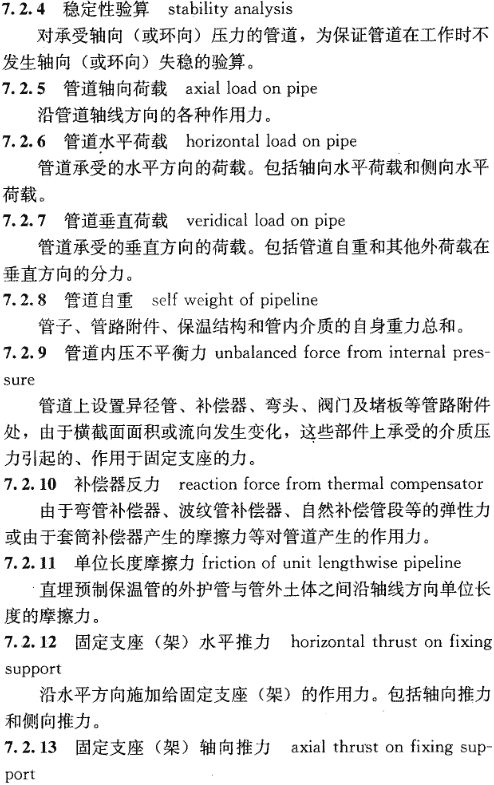 7.2.4 稳定性验算 stability analysis
对承受轴向（或环向）压力的管道，为保证管道在工作时不
发生轴向（或环向）失稳的验算。
7.2.5 管道轴向荷载 axial load on pipe
沿管道轴线方向的各种作用力。
7.2.6 管道水平荷载 horizontal load on pipe
管道承受的水平方向的荷载。包括轴向水平荷载和侧向水平
荷载。
7.2.7 管道垂直荷载 veridical load on pipe
管道承受的垂直方向的荷载。包括管道自重和其他外荷载在
垂直方向的分力。
7.2.8 管道自重 self weight of pipeline
管子、管路附件、保温结构和管内介质的自身重力总和。
7.2.9 管道内压不平衡力 unbalanced force from internal pres-
sure
管道上设置异径管、补偿器、弯头、阀门及堵板等管路附件
处，由于横截面面积或流向发生变化，这些部件上承受的介质压
力引起的、作用于固定支座的力。
7.2.10 补偿器反力 reaction force from thermal compensator
由于弯管补偿器、波纹管补偿器、自然补偿管段等的弹性力
或由于套筒补偿器产生的摩擦力等对管道产生的作用力。
7.2.11 单位长度摩擦力 friction of unit lengthwise pipeline
直埋预制保温管的外护管与管外土体之间沿轴线方向单位长
度的摩擦力。
7.2.12 固定支座（架）水平推力 horizontal thrust on fixing
support
沿水平方向施加给固定支座（架）的作用力。包括轴向推力
和侧向推力。
7.2.13 固定支座（架）轴向推力 axial thrust on fixing sup-
port